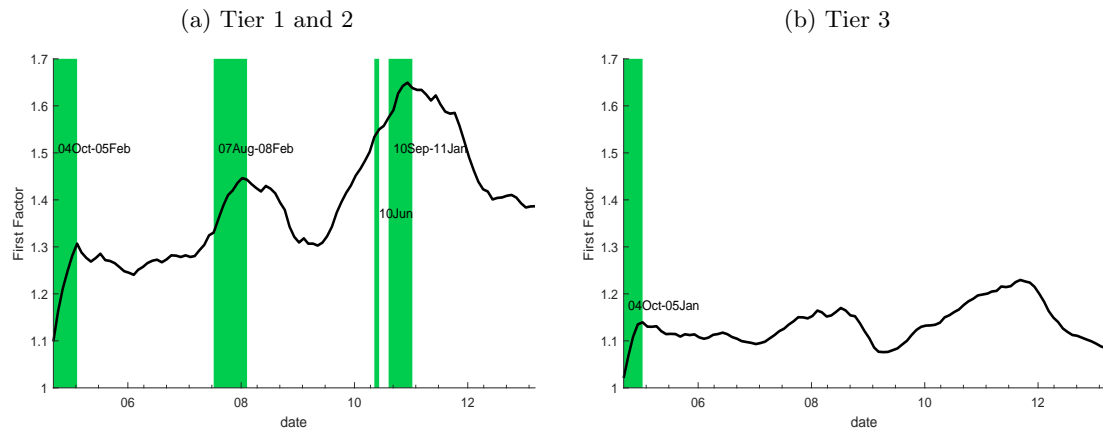 (a) Tier 1 and 2
1.7
1.6
1.5
1.4
1.3
1.2
1.1
1
First Factor
04Oct-05Feb
07Aug-08Feb
10Jun
10Sep-11Jan
06
08
10
12
date
(b) Tier 3
1.7
1.6
1.5
1.4
1.3
1.2
1.1
1
First Factor
04Oct-05Jan
06
08
10
12
date